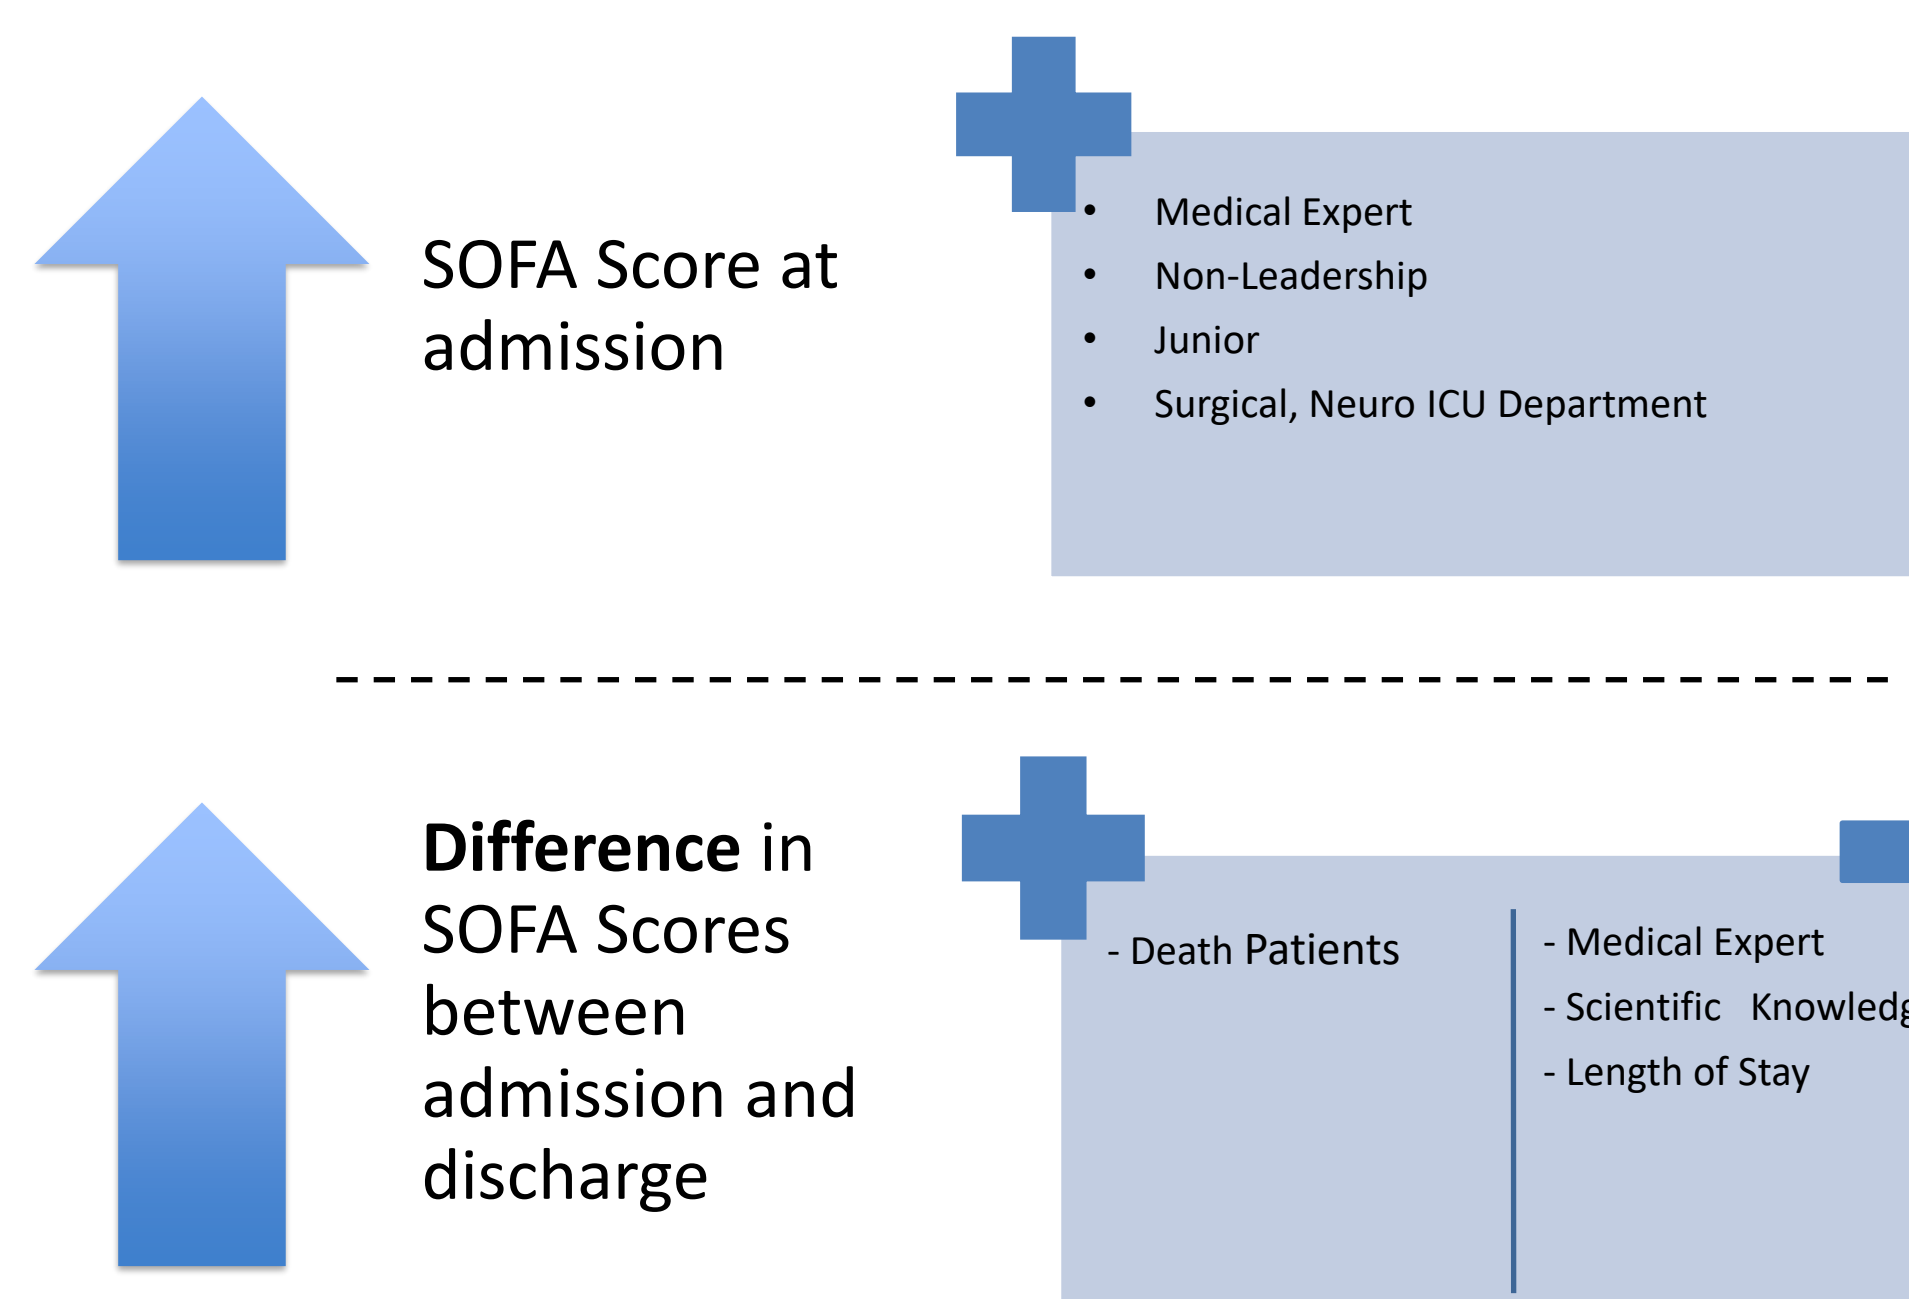 SOFA Score at
admission
• Medical Expert
• Non-Leadership
• Junior
• Surgical, Neuro ICU Department
Difference in
SOFA Scores
between
admission and
discharge
- Death Patients
- Medical Expert
- Scientific
- Length of Stay